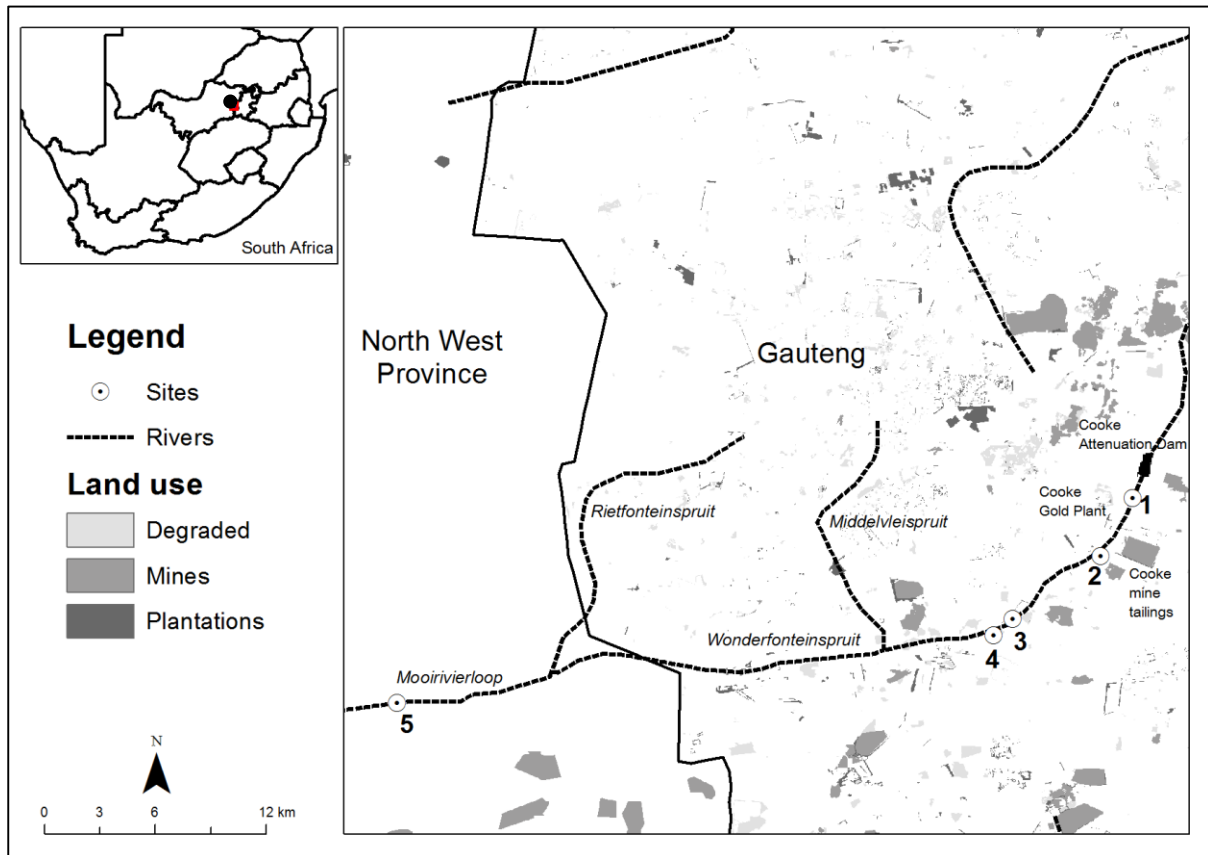 South Africa
Legend
Sites
Rivers
Land use
Degraded
Mines
Plantations
N
0 3 6 12 km
North West
Province
Gauteng
Cooke
Attenuation Dam
Cooke
Gold Plant
1
2
Cooke
mine
tailings
Rietfonteinspruit
Middelvleispruit
Wonderfonteinspruit
3
4
Mooirivierloop
5